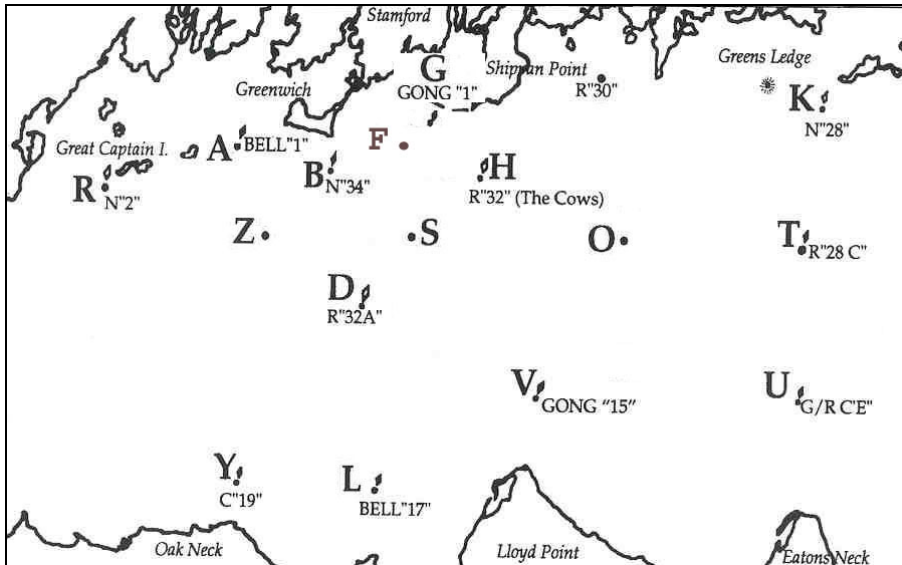 Stamford
G
GONG "1"
Shippan Point
R"30"
Greens Ledge
K
N"28"
Greenwich
F
Great Captain I.
A
BELL"1"
B
N"34"
H
R"32" (The Cows)
R
N"2"
Z
S
O
T
R"28 C"
D
R"32A"
V
GONG "15"
U
G/R C"E"
Y
C"19"
L
BELL"17"
Oak Neck
Lloyd Point
Eatons Neck